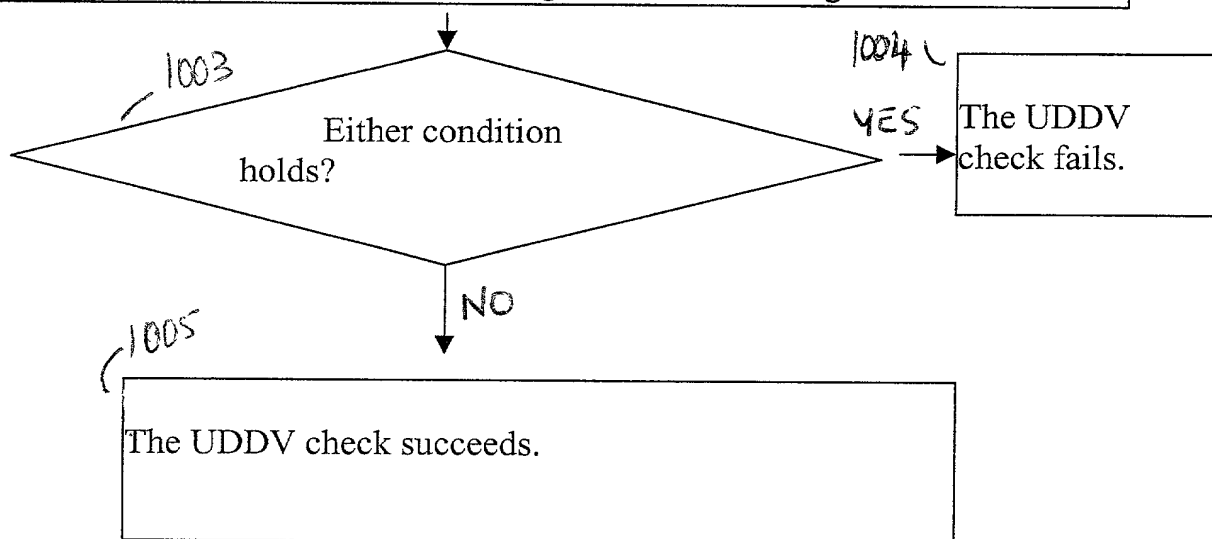 1003
Either condition
holds?
1004
YES
The UDDV
check fails.
NO
1005
The UDDV check succeeds.